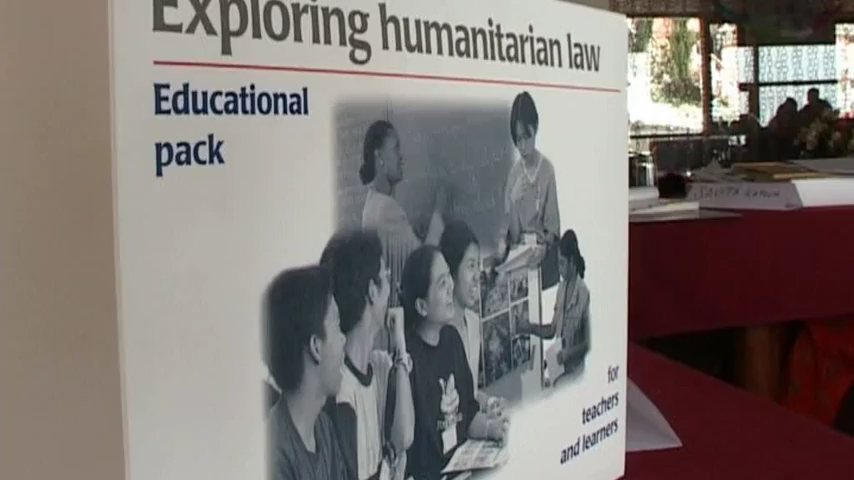 Exploring humanitarian law
Educational
pack
for
teachers
and learners